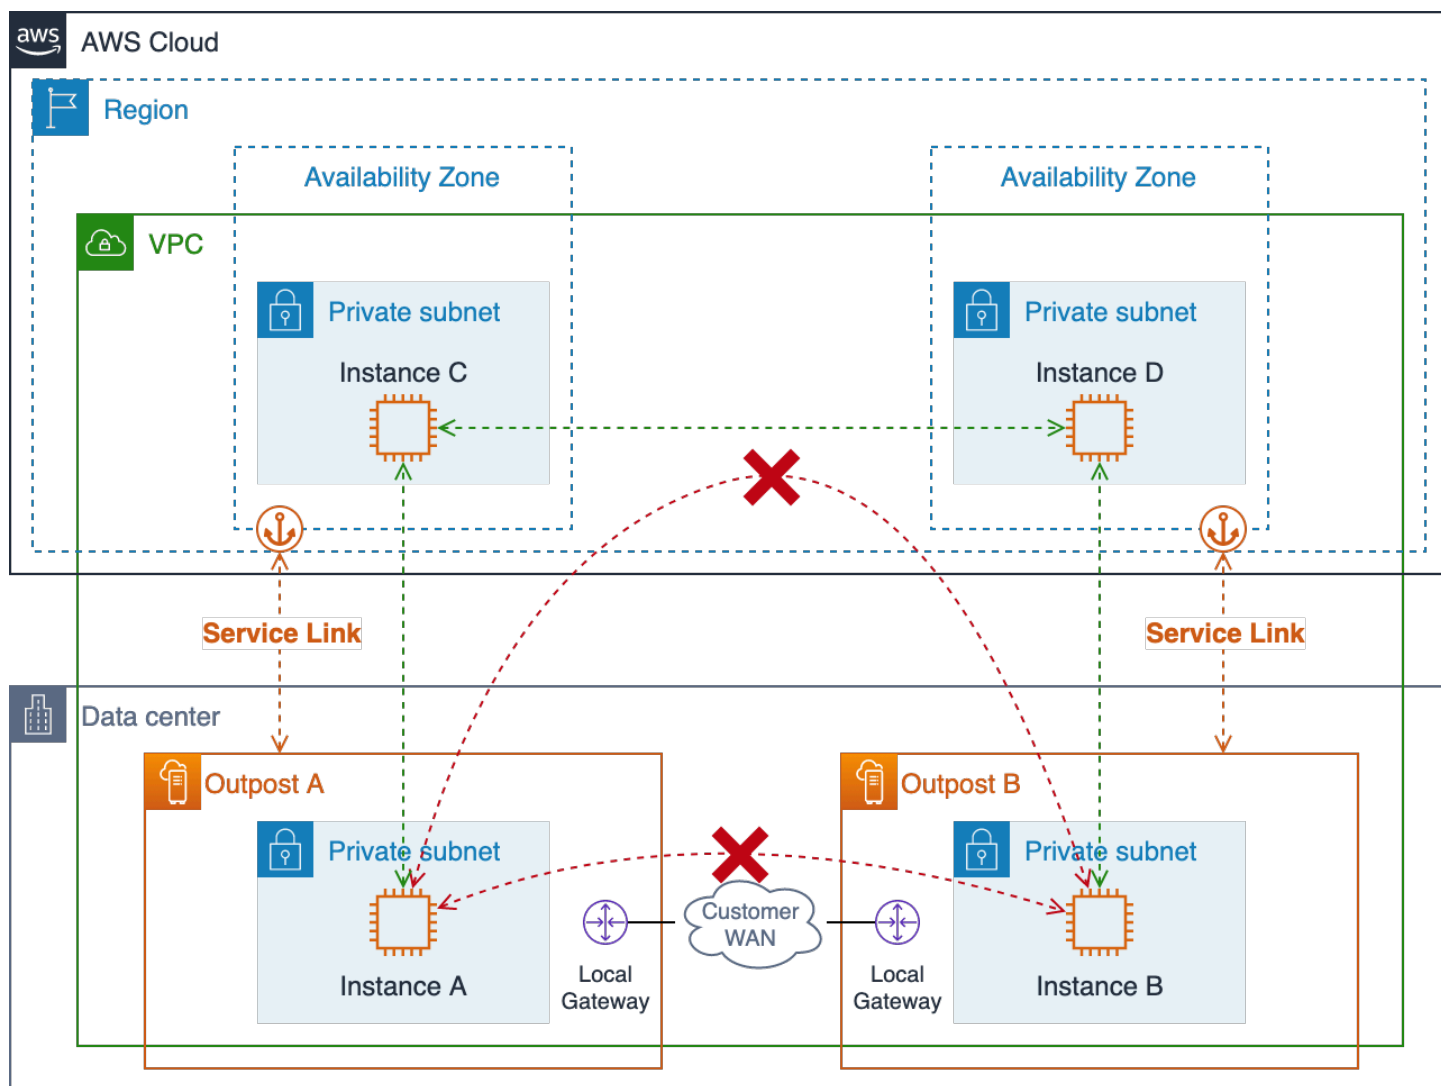 aws
AWS Cloud
Region
Availability Zone
Availability Zone
VPC
Private subnet
Private subnet
Instance C
Instance D
Service Link
Service Link
Data center
Outpost A
Outpost B
Private subnet
Private subnet
Customer
WAN
Instance A
Local
Gateway
Local
Gateway
Instance B